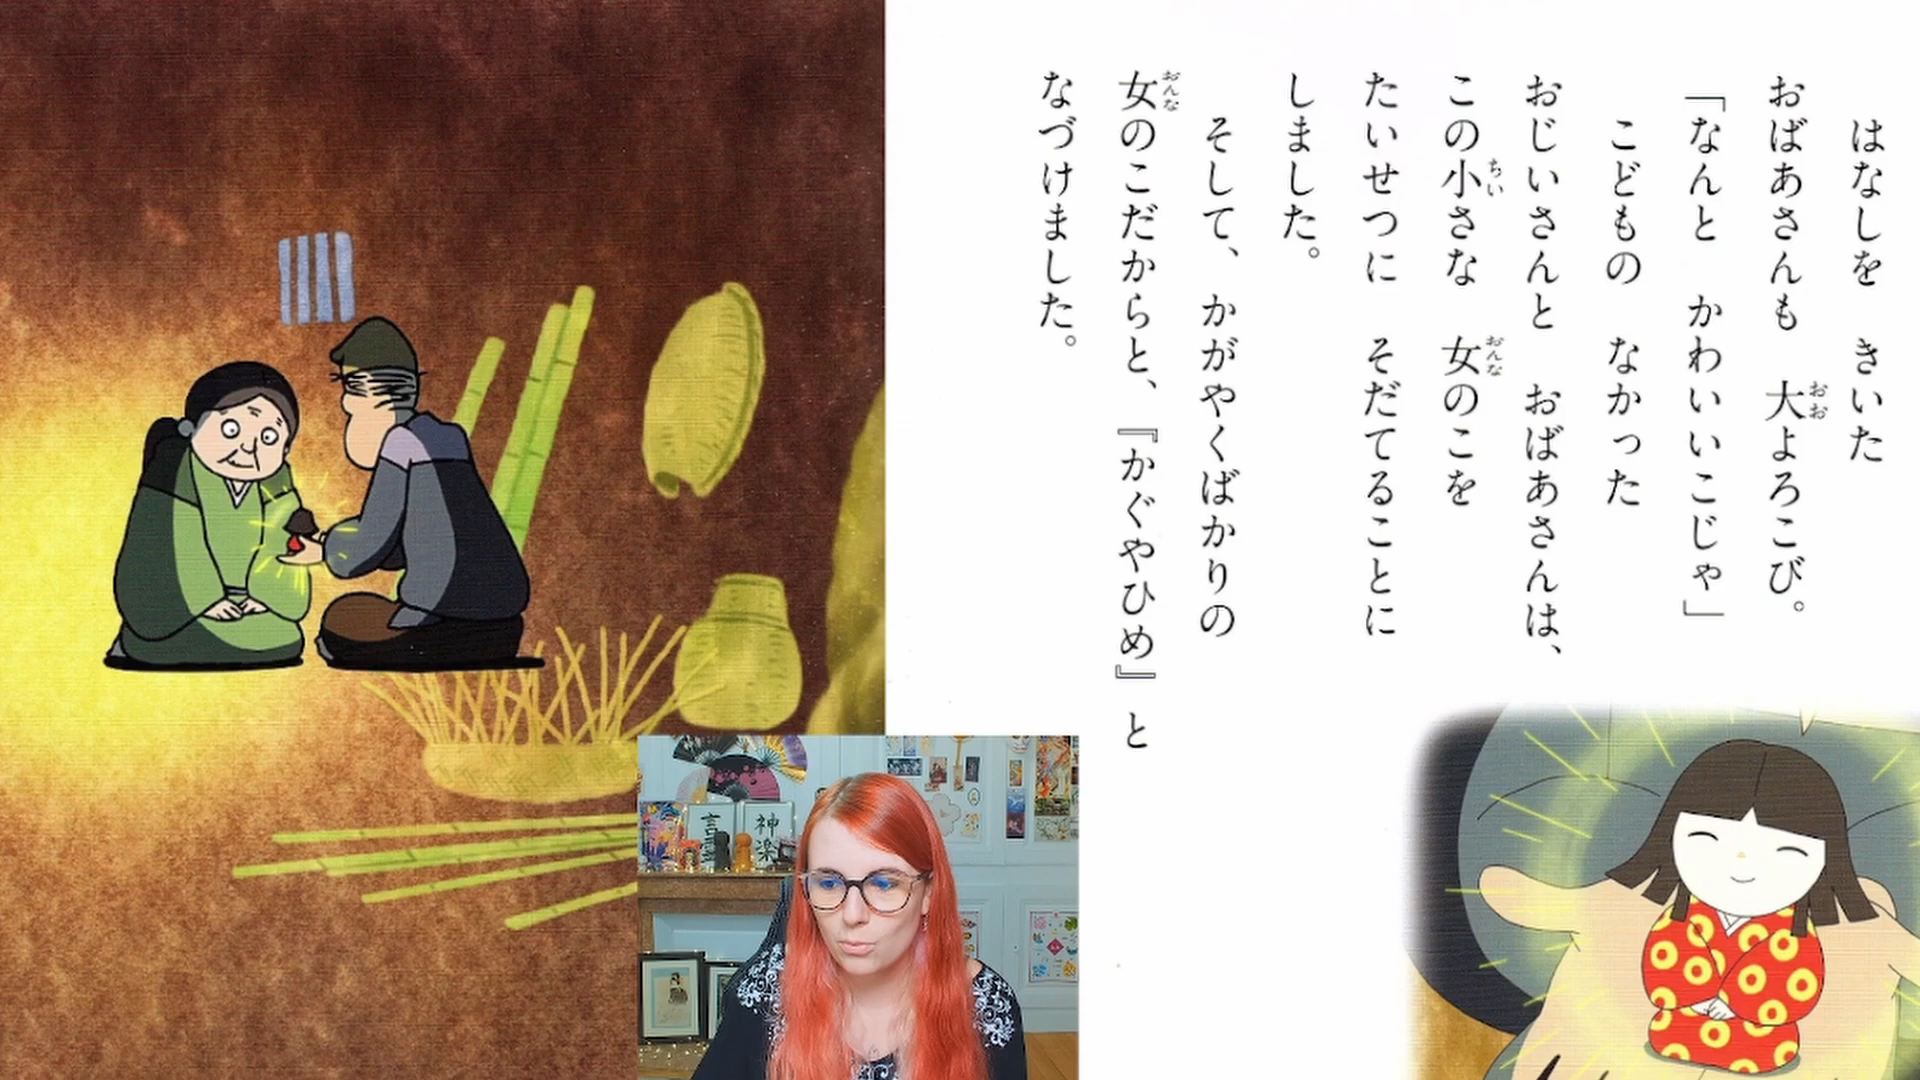 はなしを　きいた
おばあさんも　大よろこび。
「なんと　かわいいこじゃ」
こどもの　なかった
おじいさんと　おばあさんは、
この小さな　女のこを
たいせつに　そだてることに
しました。
そして、かがやくばかりの
女のこだからと、『かぐやひめ』と
なづけました。
言霊
神楽